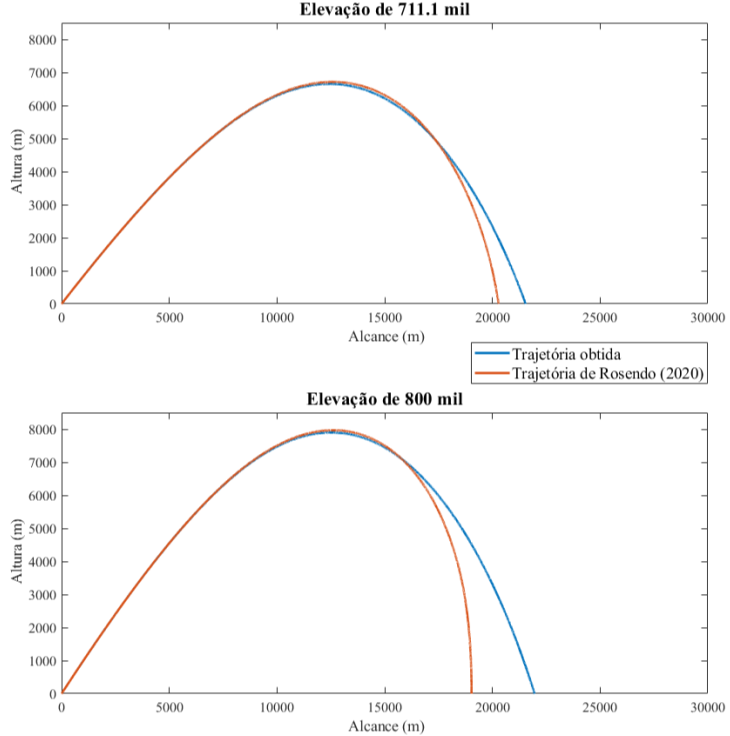 Elevação de 711.1 mil
8000
7000
6000
5000
4000
3000
2000
1000
0
Altura (m)
0 5000 10000 15000 20000 25000 30000
Alcance (m)
Trajetória obtida
Trajetória de Rosendo (2020)
Elevação de 800 mil
8000
7000
6000
5000
4000
3000
2000
1000
0
Altura (m)
0 5000 10000 15000 20000 25000 30000
Alcance (m)